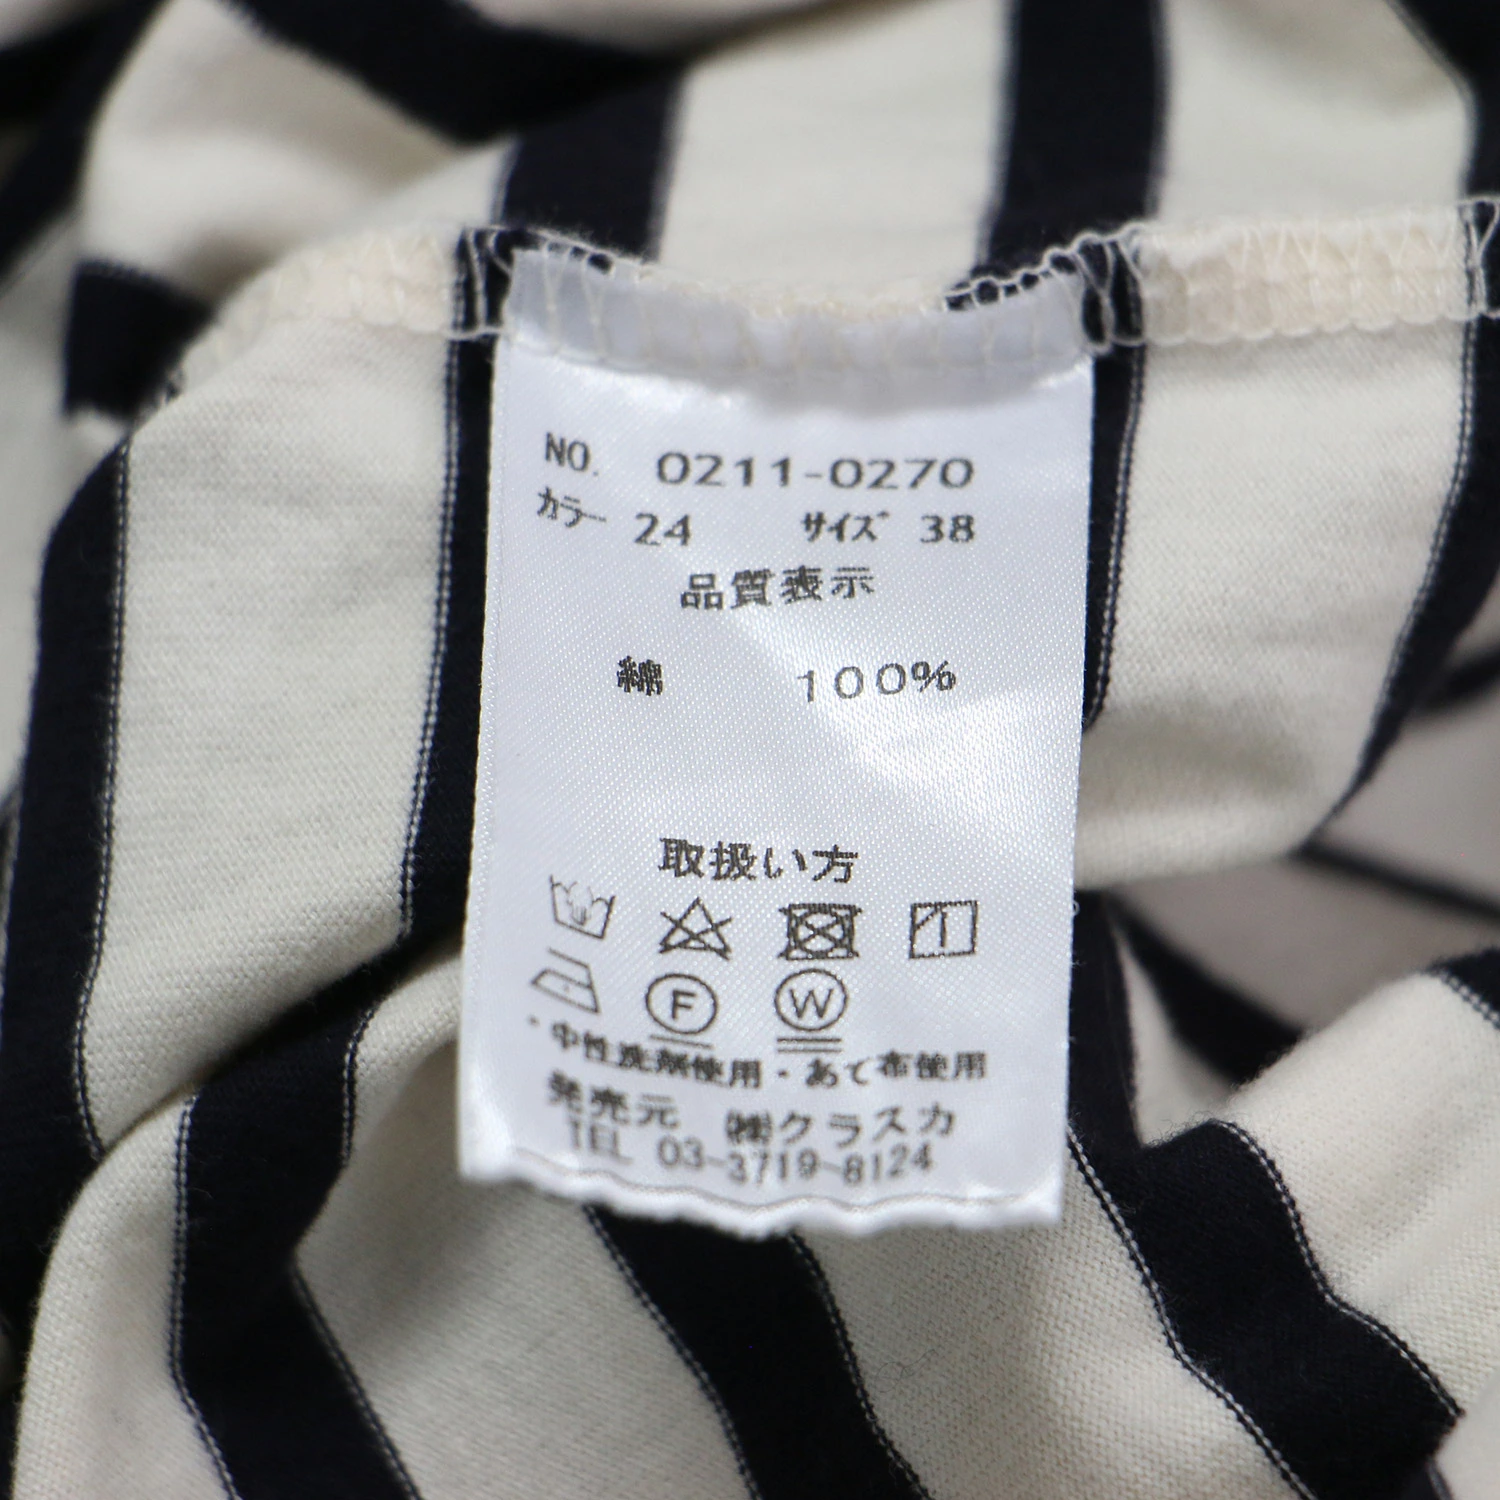 NO. 0211-0270
カラー 24 サイズ 38
品質表示
綿 100%
取扱い方
F W
・中性洗剤使用・あて布使用
発売元 ㈱クラスカ
TEL 03-3719-8124